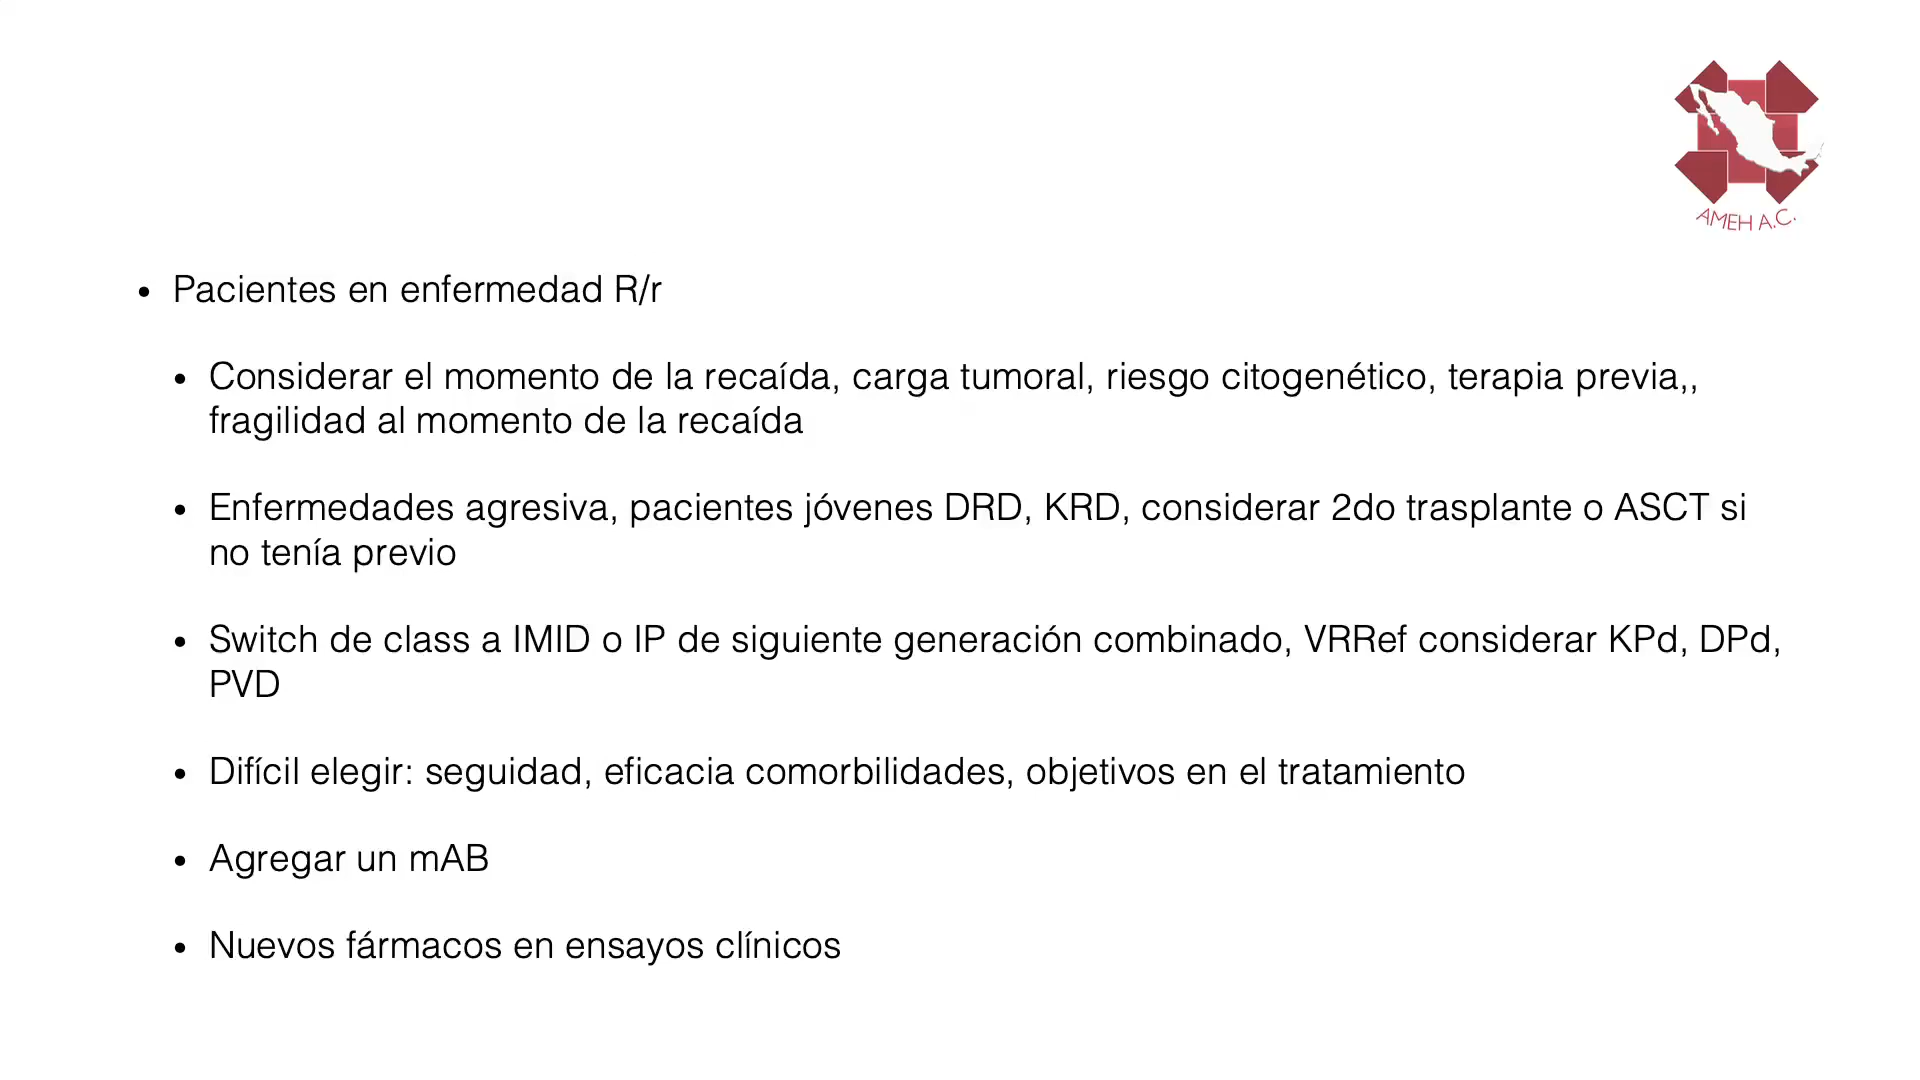 AMEH A.C.
• Pacientes en enfermedad R/r
• Considerar el momento de la recaída, carga tumoral, riesgo citogenético, terapia previa,,
fragilidad al momento de la recaída
• Enfermedades agresiva, pacientes jóvenes DRD, KRD, considerar 2do trasplante o ASCT si
no tenía previo
• Switch de class a IMID o IP de siguiente generación combinado, VRRef considerar KPd, DPd,
PVD
• Difícil elegir: seguidad, eficacia comorbilidades, objetivos en el tratamiento
• Agregar un mAB
• Nuevos fármacos en ensayos clínicos